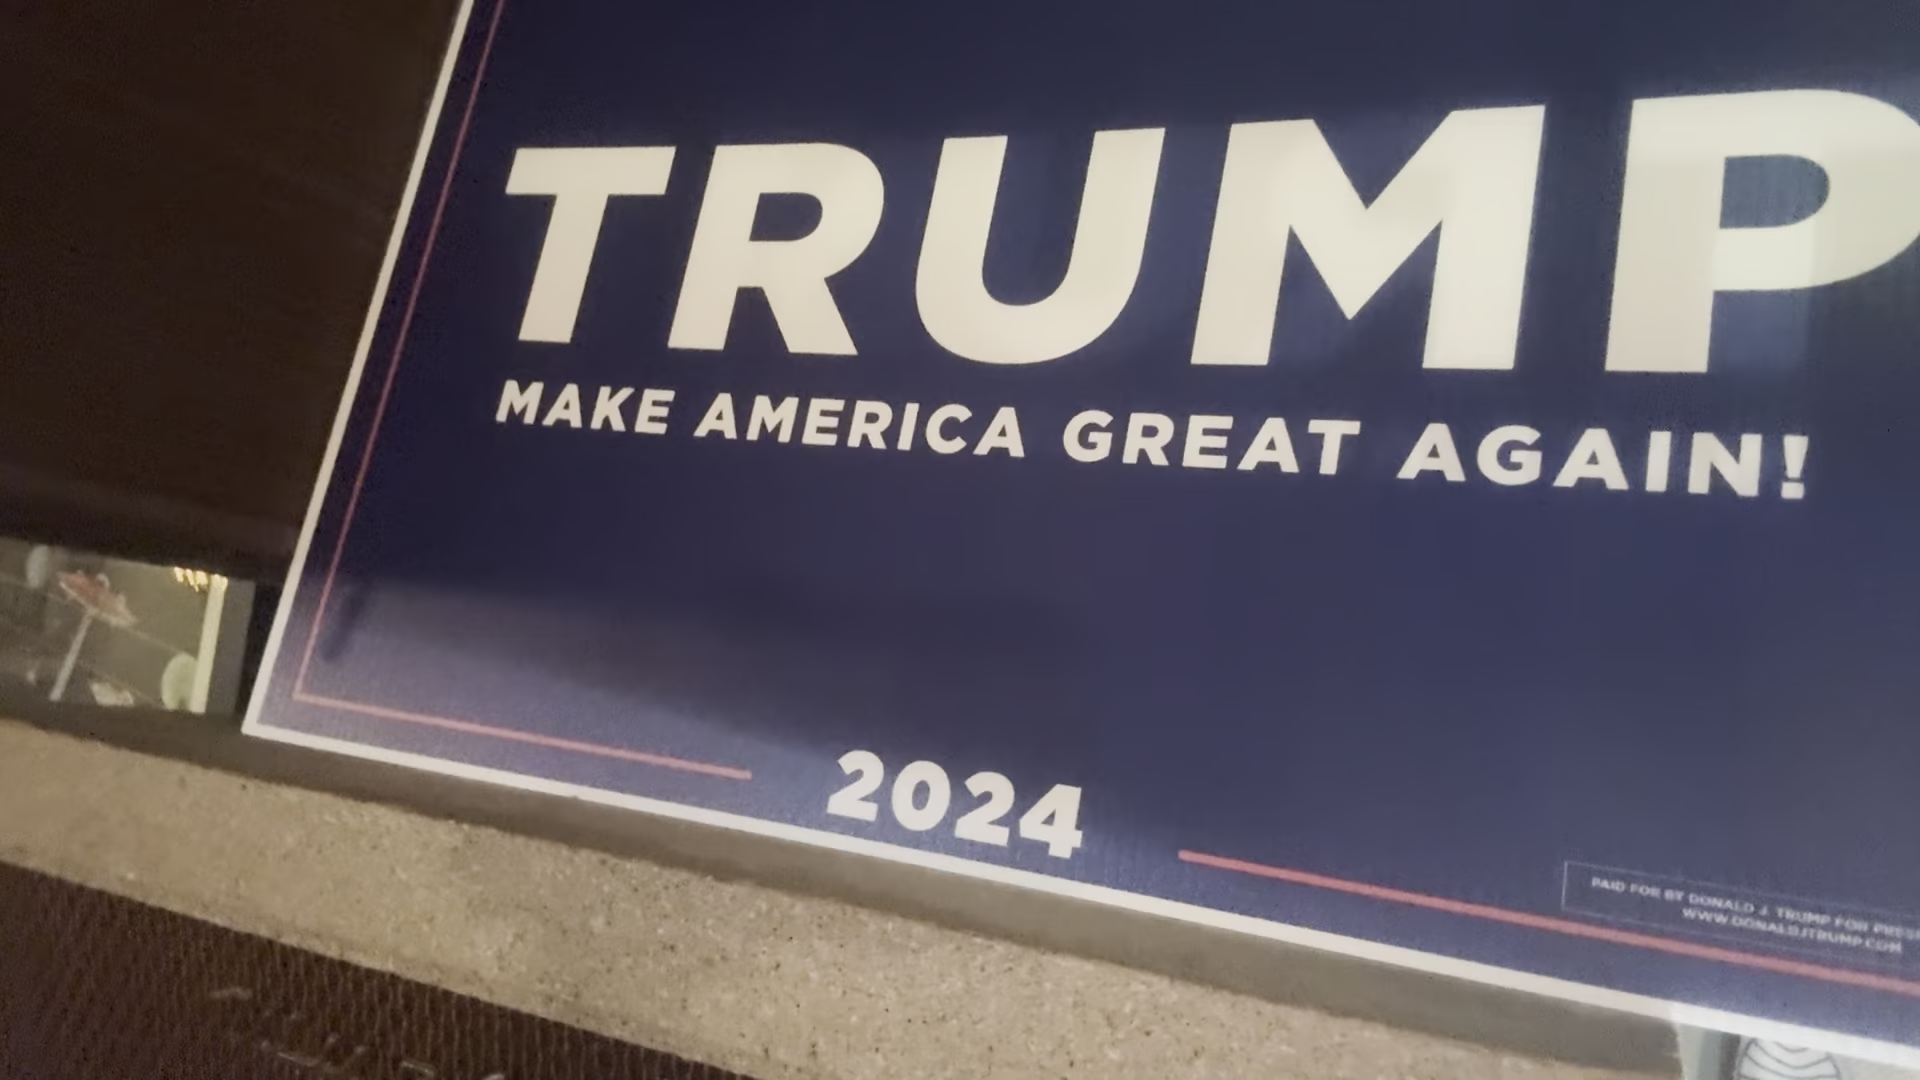 TRUMP
MAKE AMERICA GREAT AGAIN!
2024
PAID FOR BY DONALD J. TRUMP FOR
WWW.DONALDJTRUMP.COM